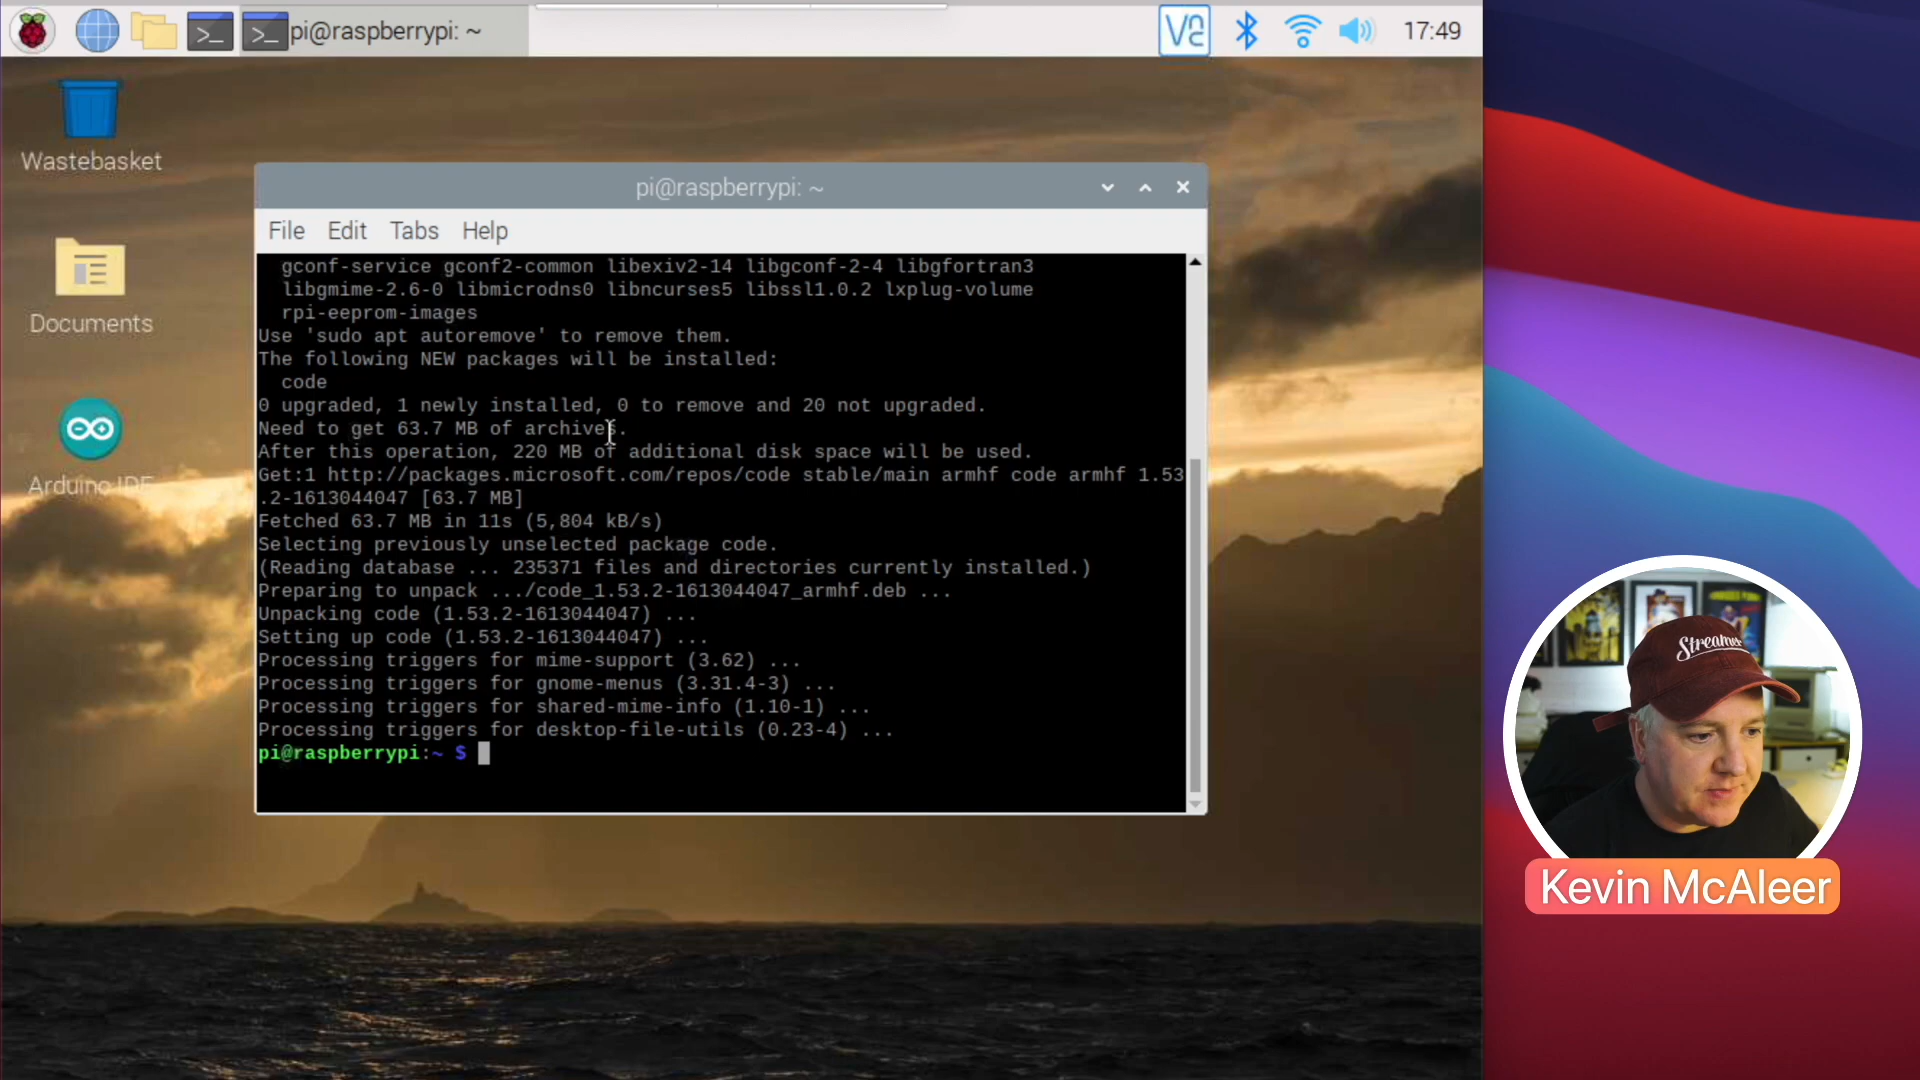 pi@raspberrypi: ~
17:49
Wastebasket
Documents
Arduino IDE
pi@raspberrypi: ~
File Edit Tabs Help
gconf-service gconf2-common libexiv2-14 libgconf-2-4 libgfortran3
libgmime-2.6-0 libmicrodns0 libncurses5 libssl1.0.2 lxplug-volume
rpi-eeprom-images
Use 'sudo apt autoremove' to remove them.
The following NEW packages will be installed:
code
0 upgraded, 1 newly installed, 0 to remove and 20 not upgraded.
Need to get 63.7 MB of archives.
After this operation, 220 MB of additional disk space will be used.
Get:1 http://packages.microsoft.com/repos/code stable/main armhf code armhf 1.53
.2-1613044047 [63.7 MB]
Fetched 63.7 MB in 11s (5,804 kB/s)
Selecting previously unselected package code.
(Reading database ... 235371 files and directories currently installed.)
Preparing to unpack .../code_1.53.2-1613044047_armhf.deb ...
Unpacking code (1.53.2-1613044047) ...
Setting up code (1.53.2-1613044047) ...
Processing triggers for mime-support (3.62) ...
Processing triggers for gnome-menus (3.31.4-3) ...
Processing triggers for shared-mime-info (1.10-1) ...
Processing triggers for desktop-file-utils (0.23-4) ...
pi@raspberrypi:~ $
Streamer
Kevin McAleer